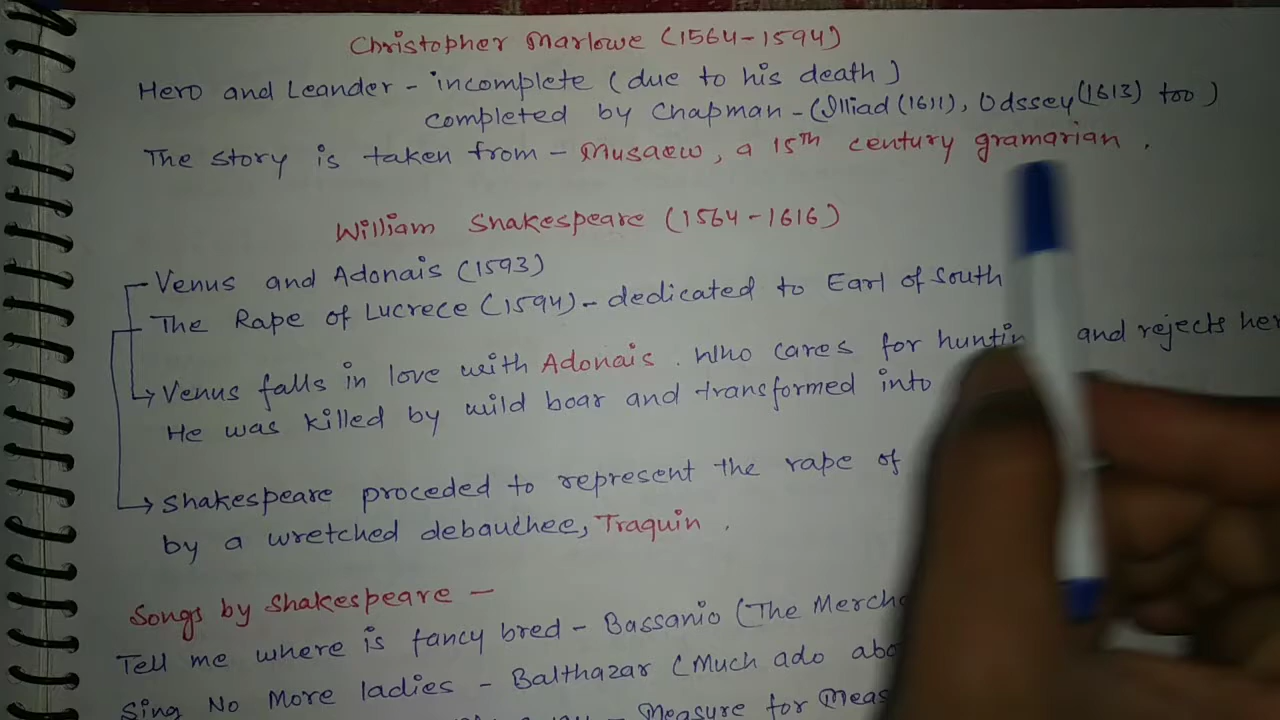 Christopher Marlowe (1564-1594)
Hero and Leander - incomplete (due to his death)
completed by Chapman - (Illiad (1611), Odssey (1613) too)
The story is taken from - Musaew, a 15th century gramarian.
William Shakespeare (1564-1616)
Venus and Adonais (1593)
The Rape of Lucrece (1594) - dedicated to Earl of South
Venus falls in love with Adonais. Who cares for huntin and rejects her
He was killed by wild boar and transformed into
Shakespeare proceded to represent the rape of
by a wretched debauchee, Traquin.
Songs by Shakespeare -
Tell me where is fancy bred - Bassanio (The Mercha
Sing No More ladies - Balthazar (Much ado abo
- Measure for Meas